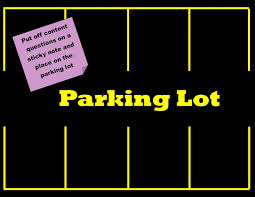 Put off content
questions on a
sticky note and
place on the
parking lot
Parking Lot